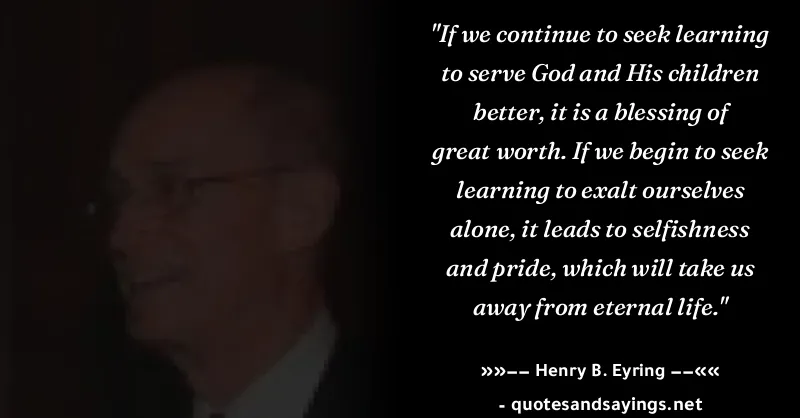 "If we continue to seek learning
to serve God and His children
better, it is a blessing of
great worth. If we begin to seek
learning to exalt ourselves
alone, it leads to selfishness
and pride, which will take us
away from eternal life."
»»−− Henry B. Eyring −−««
- quotesandsayings.net